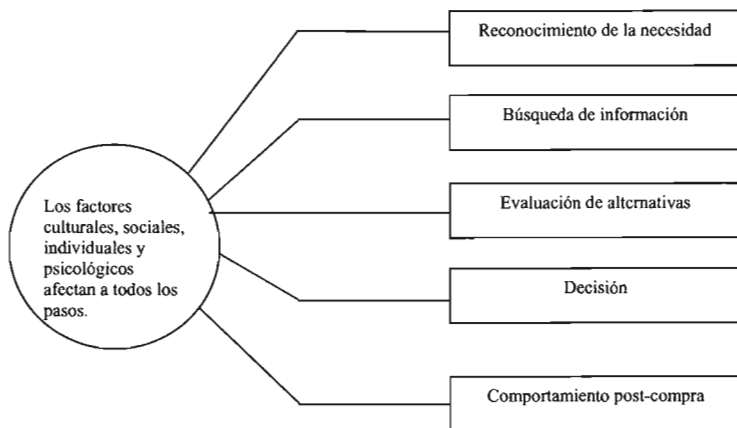 Reconocimiento de la necesidad
Búsqueda de información
Evaluación de alternativas
Decisión
Comportamiento post-compra
Los factores
culturales, sociales,
individuales y
psicológicos
afectan a todos los
pasos.